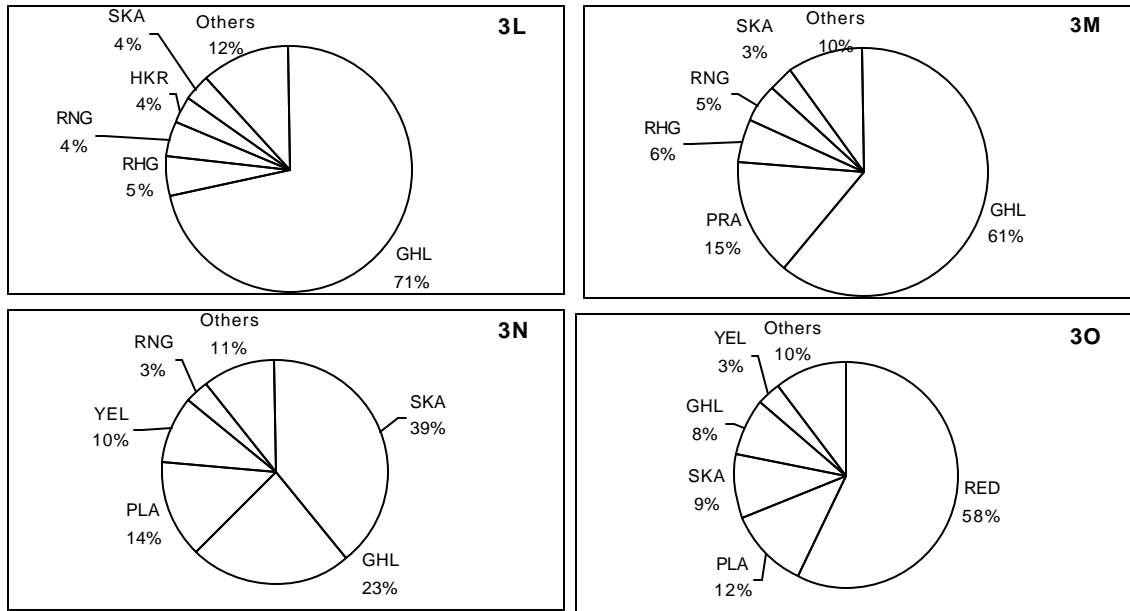 3L
SKA
4%
Others
12%
HKR
4%
RNG
4%
RHG
5%
GHL
71%
3M
SKA
3%
Others
10%
RNG
5%
RHG
6%
PRA
15%
GHL
61%
3N
Others
11%
RNG
3%
YEL
10%
PLA
14%
SKA
39%
GHL
23%
3O
YEL
3%
Others
10%
GHL
8%
SKA
9%
PLA
12%
RED
58%